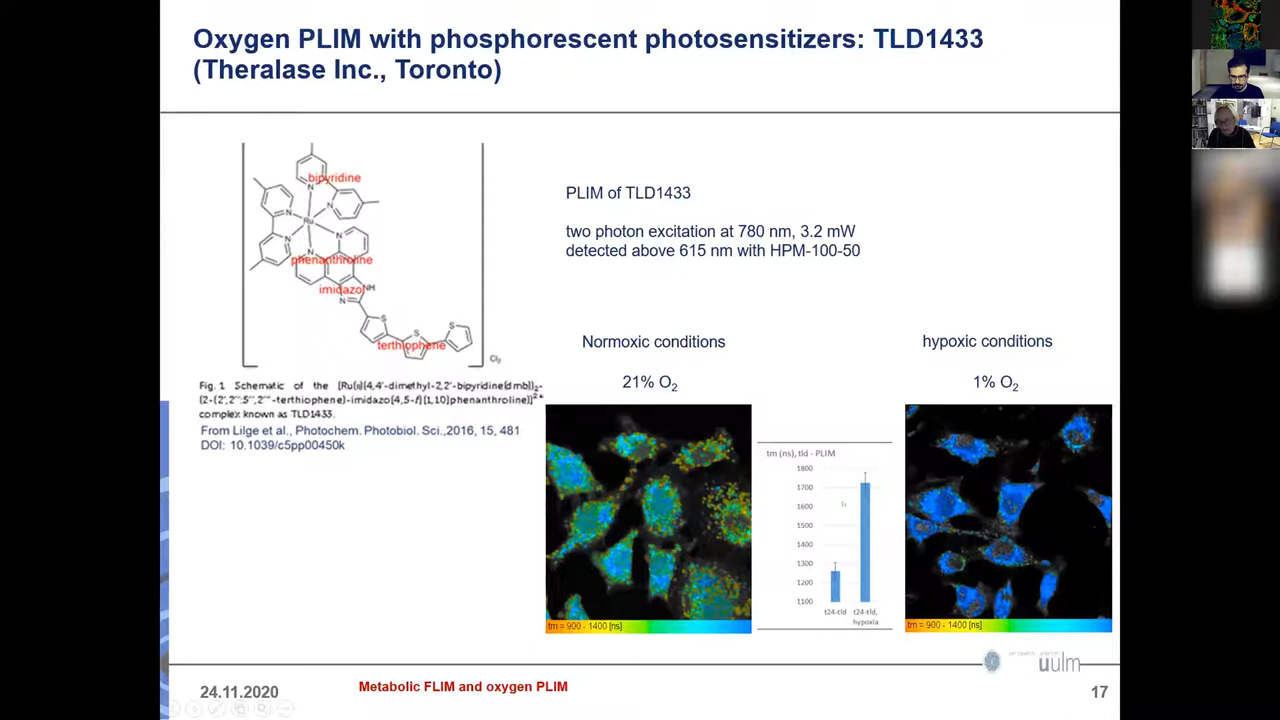 Oxygen PLIM with phosphorescent photosensitizers: TLD1433
(Theralase Inc., Toronto)
bipyridine
N
N
N
Ru
N
N
N
phenanthroline
imidazol
NH
N
S
S
S
terthiophene
Cl2
Fig. 1 Schematic of the [Ru(II)(4,4'-dimethyl-2,2'-bipyridine(dmb))2-
(2-(2',2'':5'',2'''-terthiophene)-imidazo[4,5-f][1,10]phenanthroline)]2+
complex known as TLD1433.
From Lilge et al., Photochem. Photobiol. Sci.,2016, 15, 481
DOI: 10.1039/c5pp00450k
PLIM of TLD1433
two photon excitation at 780 nm, 3.2 mW
detected above 615 nm with HPM-100-50
Normoxic conditions
21% O2
hypoxic conditions
1% O2
tm = 900 - 1400 [ns]
tm (ns), tld - PLIM
1800
1700
1600
1500
1400
1300
1200
1100
t24-tld
t24-tld,
hypoxia
tm = 900 - 1400 [ns]
uulm
24.11.2020
Metabolic FLIM and oxygen PLIM
17